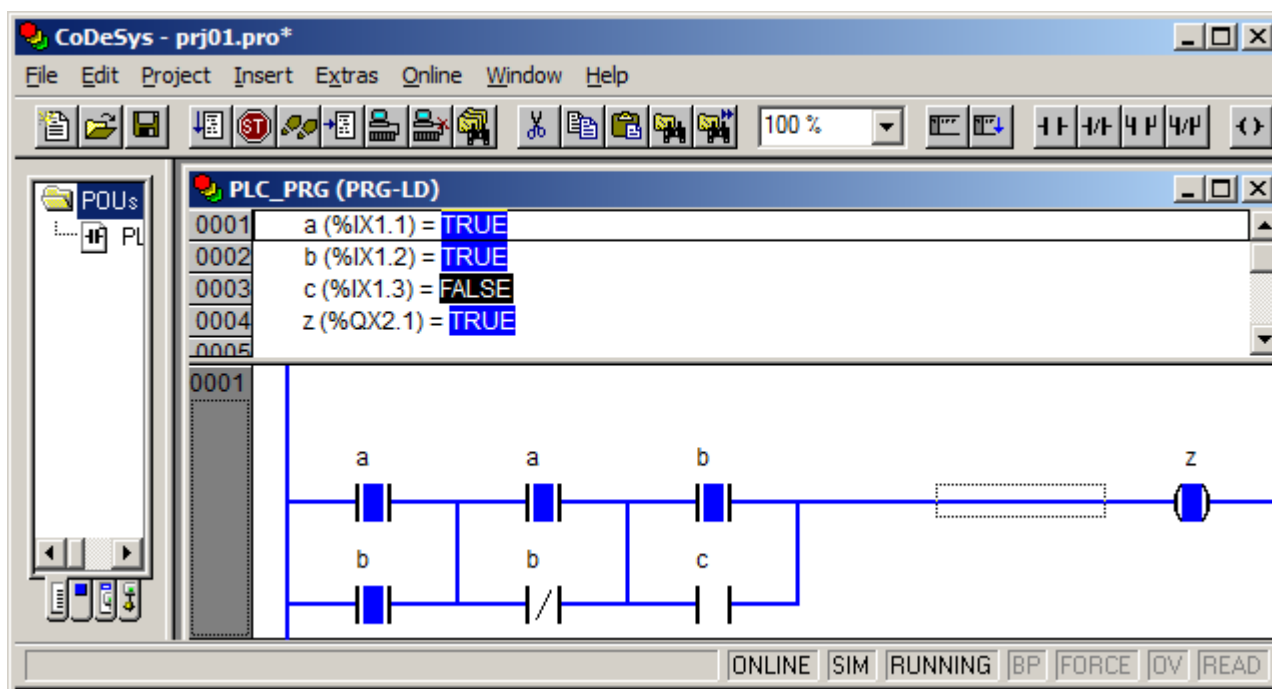 CoDeSys - prj01.pro*
File Edit Project Insert Extras Online Window Help
ST 100 %
POUs
PL
PLC_PRG (PRG-LD)
0001 a (%IX1.1) = TRUE
0002 b (%IX1.2) = TRUE
0003 c (%IX1.3) = FALSE
0004 z (%QX2.1) = TRUE
0005
0001
a a b z
b b c
ONLINE SIM RUNNING BP FORCE OV READ